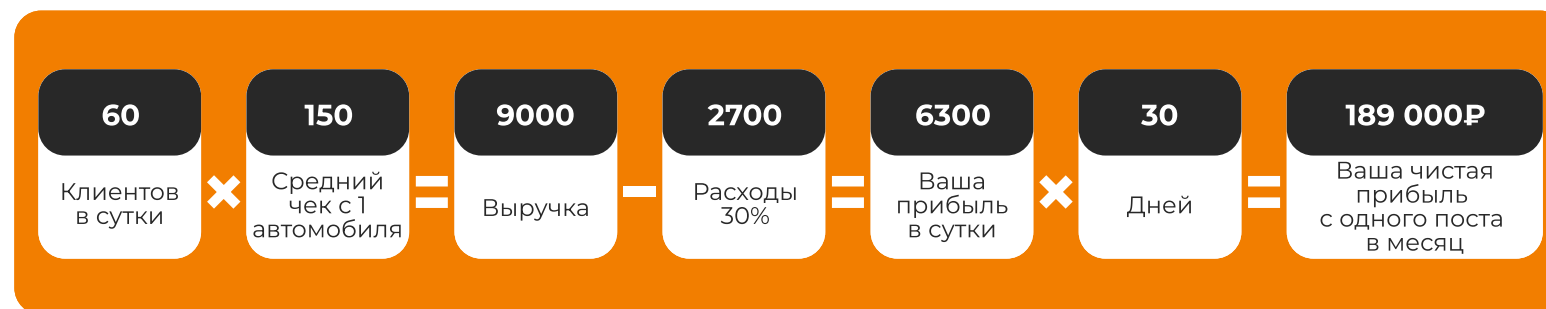 60
Клиентов
в сутки
×
150
Средний
чек с 1
автомобиля
=
9000
Выручка
–
2700
Расходы
30%
=
6300
Ваша
прибыль
в сутки
×
30
Дней
=
189 000₽
Ваша чистая
прибыль
с одного поста
в месяц